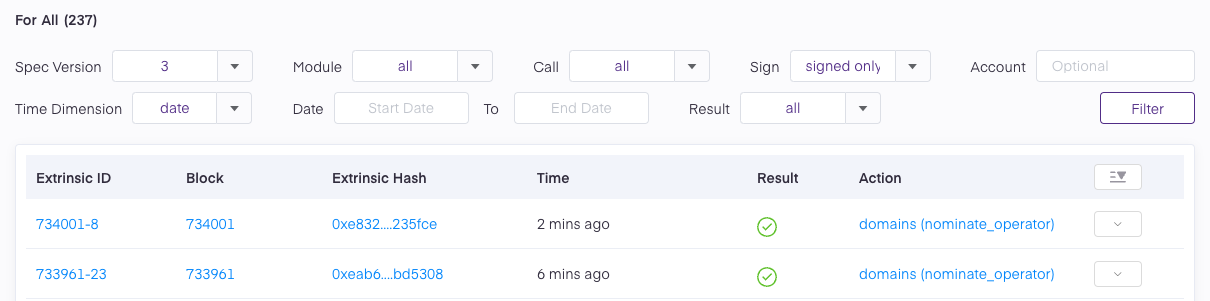 For All (237)
Spec Version 3 Module all Call all Sign signed only Account Optional
Time Dimension date Date Start Date To End Date Result all Filter
Extrinsic ID Block Extrinsic Hash Time Result Action
734001-8 734001 0xe832....235fce 2 mins ago domains (nominate_operator)
733961-23 733961 0xeab6....bd5308 6 mins ago domains (nominate_operator)